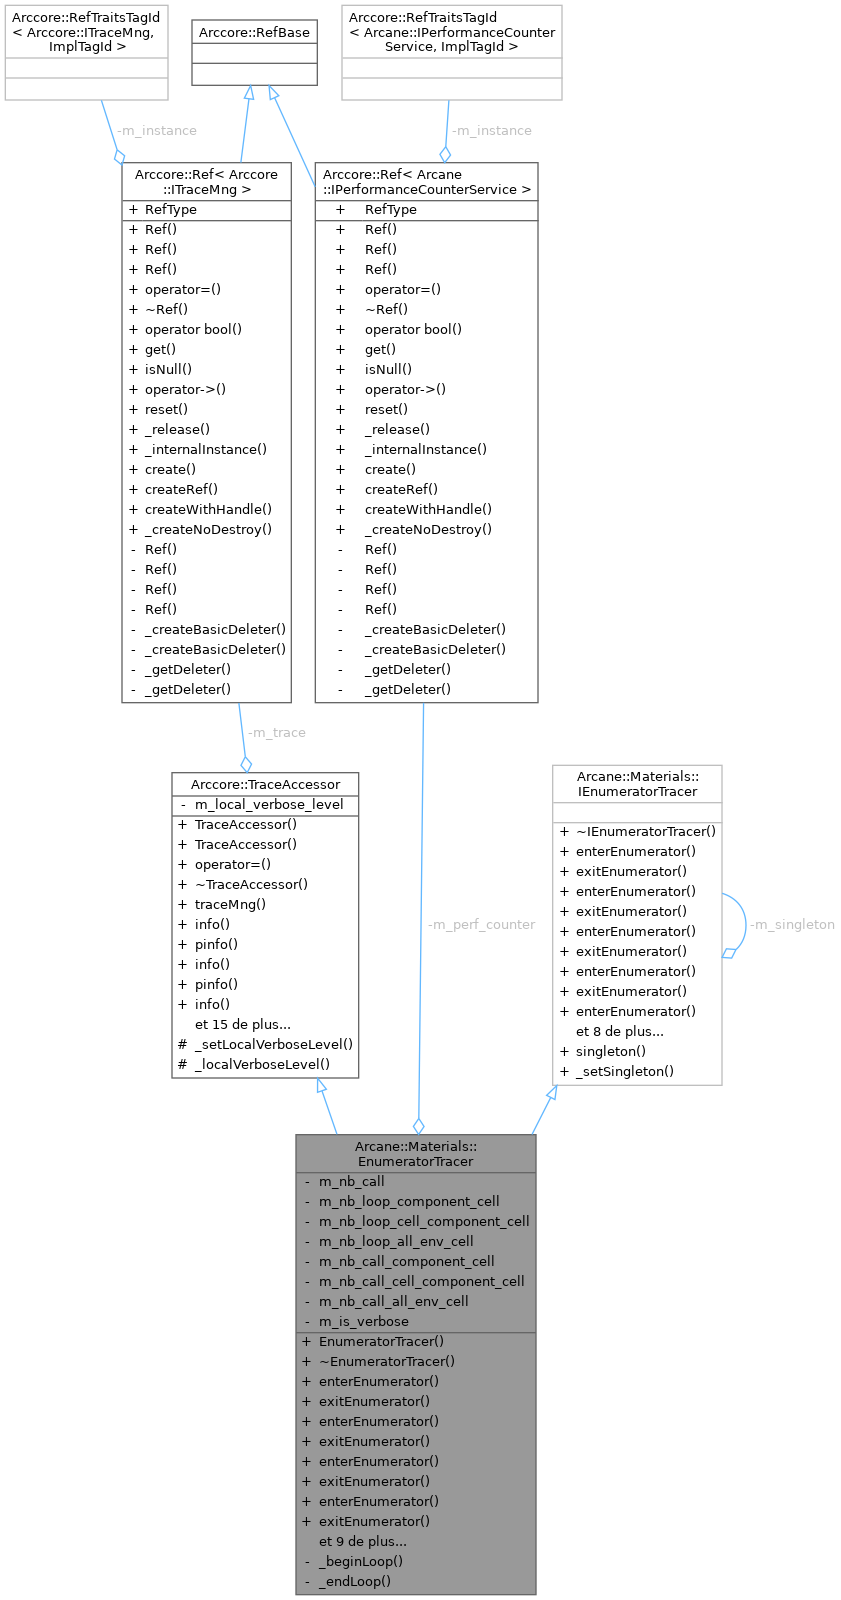 Arccore::RefTraitsTagId
< Arccore::ITraceMng,
ImplTagId >
Arccore::RefBase
Arccore::RefTraitsTagId
< Arcane::IPerformanceCounter
Service, ImplTagId >
-m_instance
-m_instance
Arccore::Ref< Arccore
::ITraceMng >
+ RefType
+ Ref()
+ Ref()
+ Ref()
+ operator=()
+ ~Ref()
+ operator bool()
+ get()
+ isNull()
+ operator->()
+ reset()
+ _release()
+ _internalInstance()
+ create()
+ createRef()
+ createWithHandle()
+ _createNoDestroy()
- Ref()
- Ref()
- Ref()
- Ref()
- _createBasicDeleter()
- _createBasicDeleter()
- _getDeleter()
- _getDeleter()
Arccore::Ref< Arcane
::IPerformanceCounterService >
+ RefType
+ Ref()
+ Ref()
+ Ref()
+ operator=()
+ ~Ref()
+ operator bool()
+ get()
+ isNull()
+ operator->()
+ reset()
+ _release()
+ _internalInstance()
+ create()
+ createRef()
+ createWithHandle()
+ _createNoDestroy()
- Ref()
- Ref()
- Ref()
- Ref()
- _createBasicDeleter()
- _createBasicDeleter()
- _getDeleter()
- _getDeleter()
-m_trace
Arccore::TraceAccessor
- m_local_verbose_level
+ TraceAccessor()
+ TraceAccessor()
+ operator=()
+ ~TraceAccessor()
+ traceMng()
+ info()
+ pinfo()
+ info()
+ pinfo()
+ info()
et 15 de plus...
# _setLocalVerboseLevel()
# _localVerboseLevel()
-m_perf_counter
Arcane::Materials::
IEnumeratorTracer
+ ~IEnumeratorTracer()
+ enterEnumerator()
+ exitEnumerator()
+ enterEnumerator()
+ exitEnumerator()
+ enterEnumerator()
+ exitEnumerator()
+ enterEnumerator()
+ exitEnumerator()
+ enterEnumerator()
et 8 de plus...
+ singleton()
+ _setSingleton()
-m_singleton
Arcane::Materials::
EnumeratorTracer
- m_nb_call
- m_nb_loop_component_cell
- m_nb_loop_cell_component_cell
- m_nb_loop_all_env_cell
- m_nb_call_component_cell
- m_nb_call_cell_component_cell
- m_nb_call_all_env_cell
- m_is_verbose
+ EnumeratorTracer()
+ ~EnumeratorTracer()
+ enterEnumerator()
+ exitEnumerator()
+ enterEnumerator()
+ exitEnumerator()
+ enterEnumerator()
+ exitEnumerator()
+ enterEnumerator()
+ exitEnumerator()
et 9 de plus...
- _beginLoop()
- _endLoop()